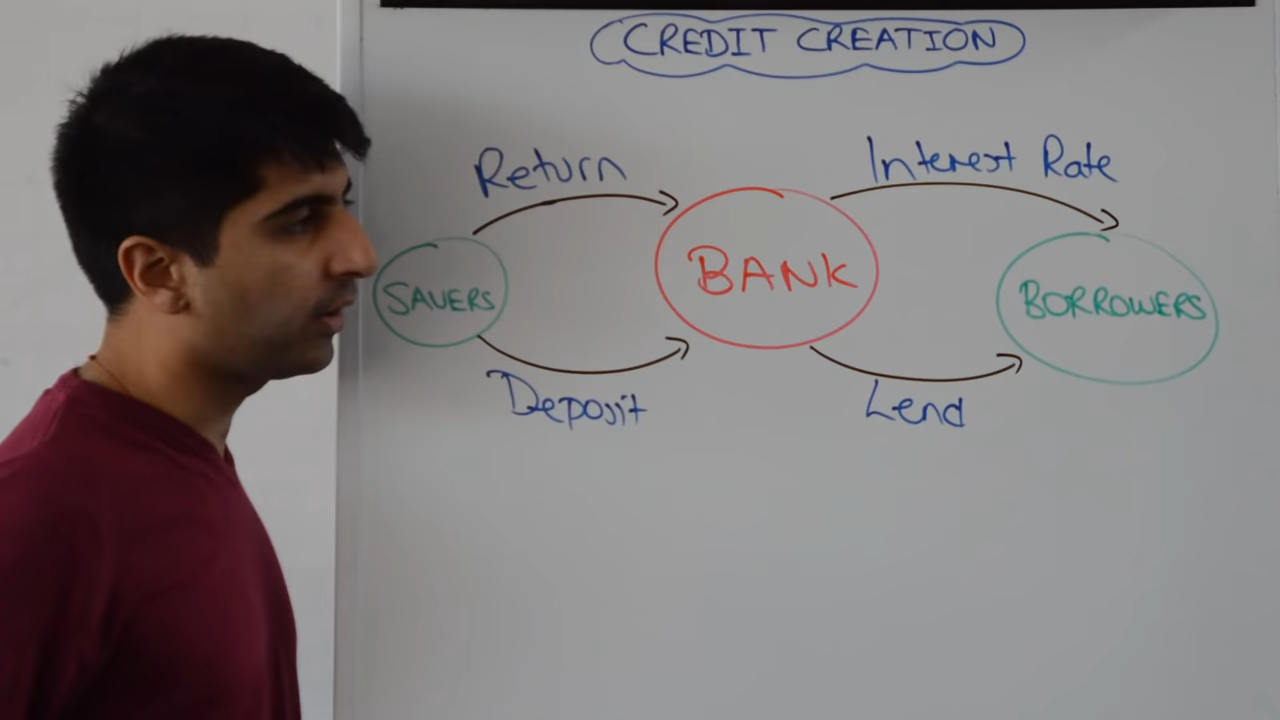 CREDIT CREATION
Return
Interest Rate
SAVERS
BANK
BORROWERS
Deposit
Lend